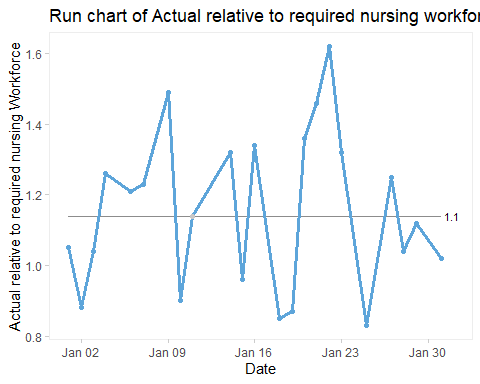 Run chart of Actual relative to required nursing workfor
Actual relative to required nursing Workforce
1.6
1.4
1.2
1.0
0.8
1.1
Jan 02 Jan 09 Jan 16 Jan 23 Jan 30
Date